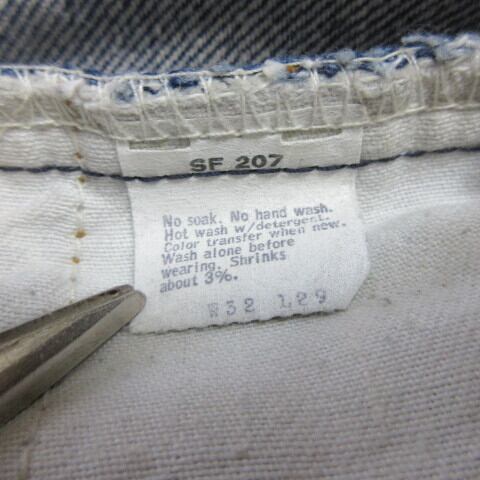 SF 207
No soak. No hand wash.
Hot wash w/detergent.
Color transfer when new.
Wash alone before
wearing. Shrinks
about 3%.
W32 L29